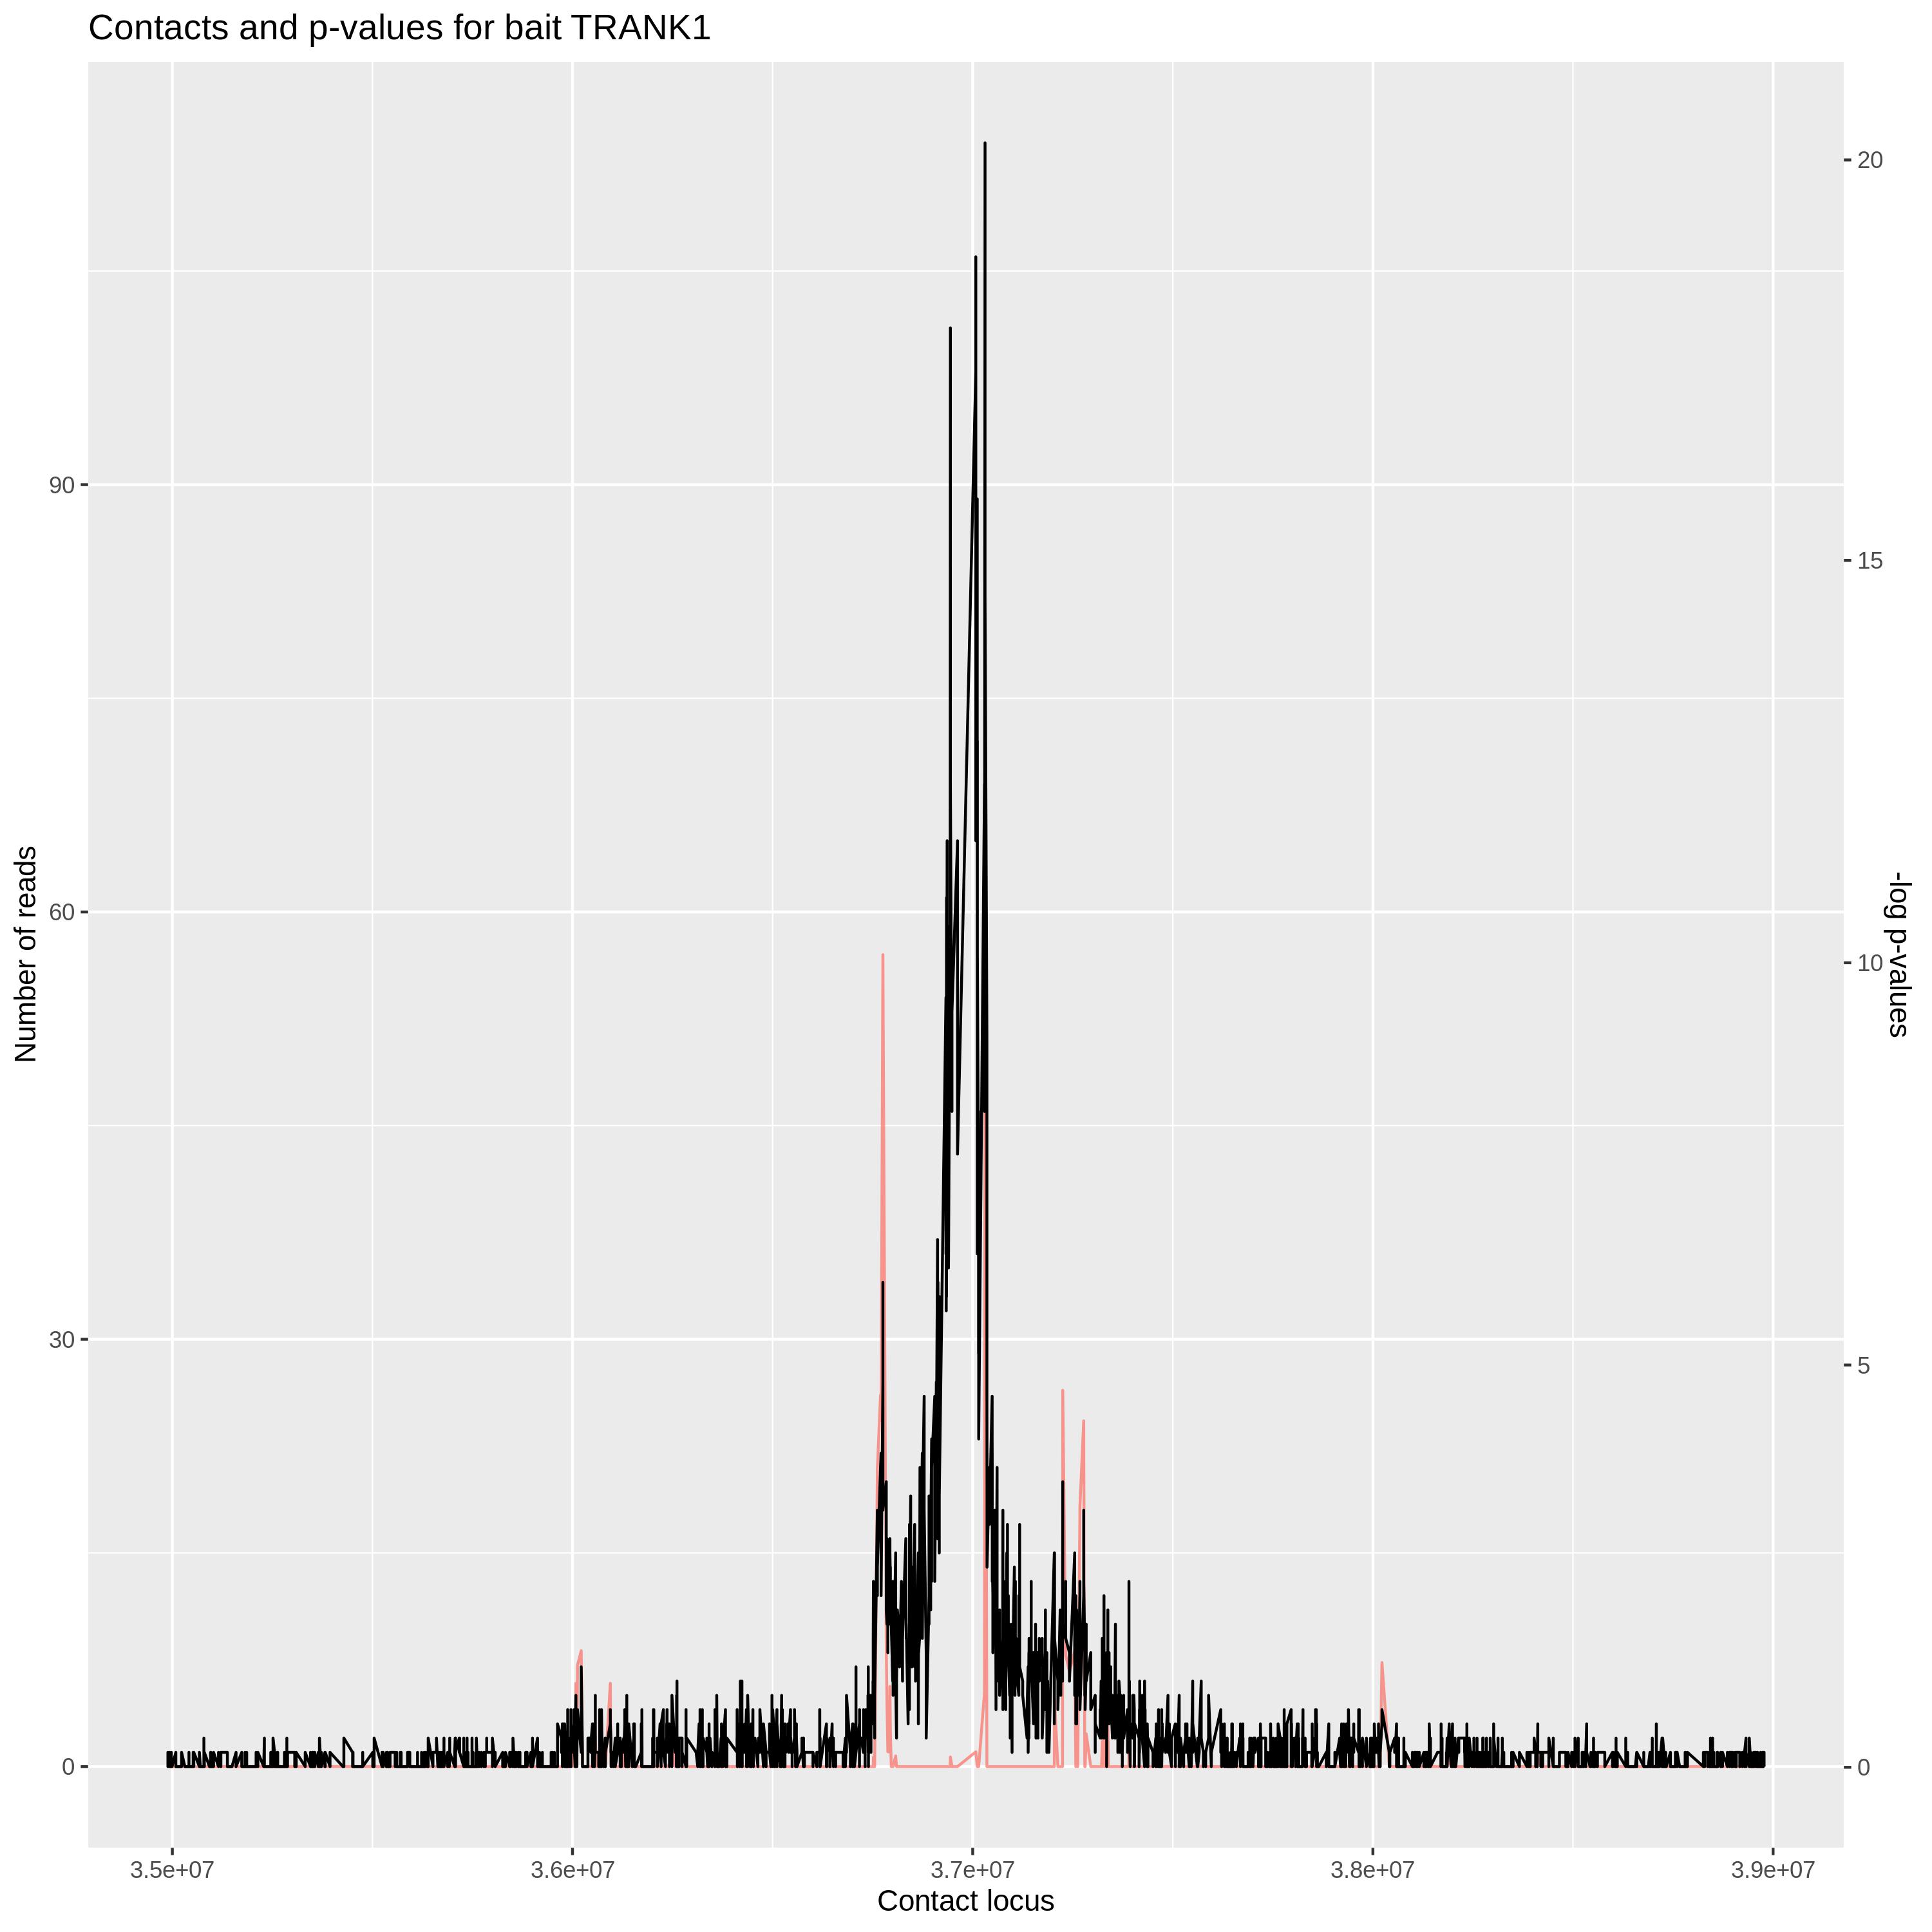 Contacts and p-values for bait TRANK1
Number of reads
90
60
30
0
20
15
10
5
0
-log p-values
3.5e+07
3.6e+07
3.7e+07
3.8e+07
3.9e+07
Contact locus